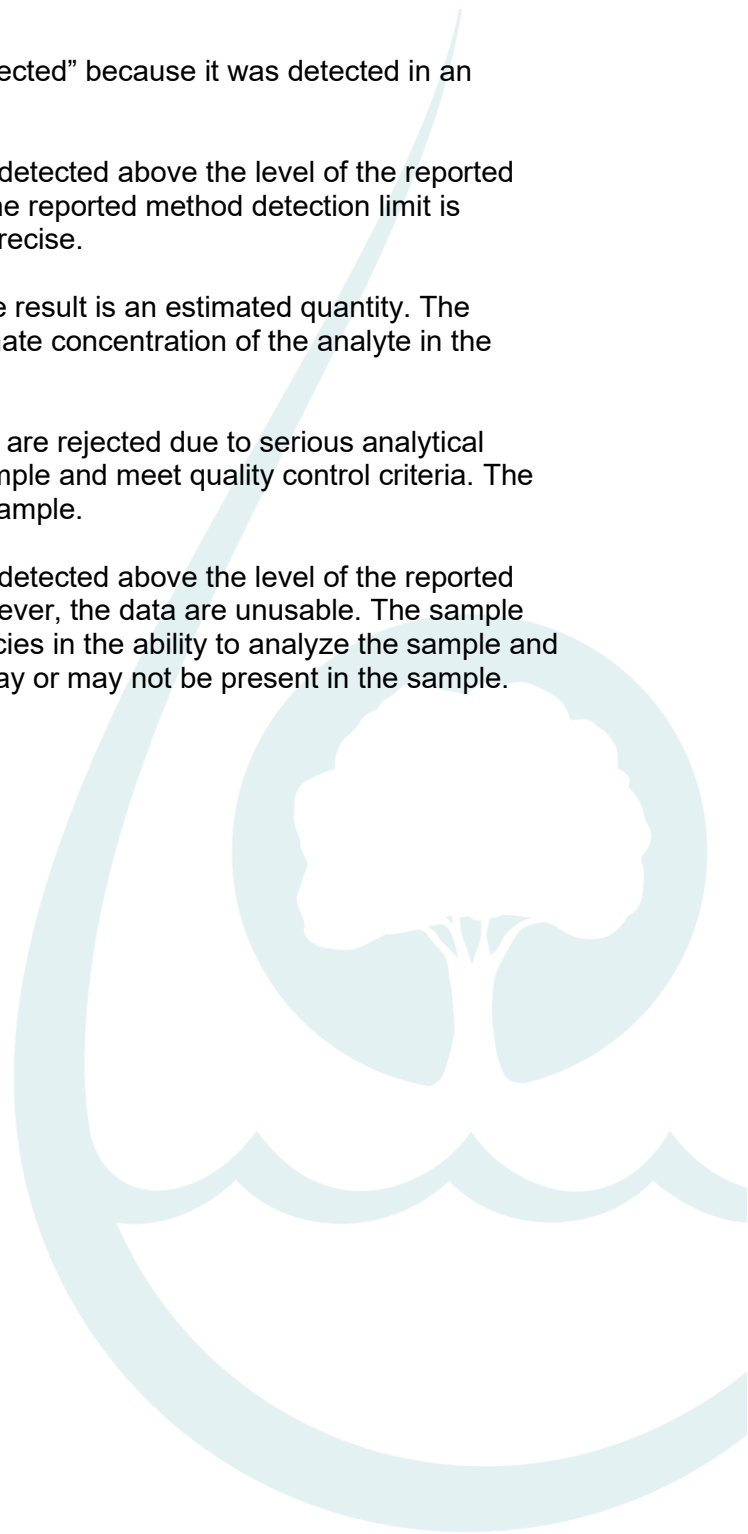 ected” because it was detected in an
detected above the level of the reported
ne reported method detection limit is
recise.
e result is an estimated quantity. The
nate concentration of the analyte in the
are rejected due to serious analytical
mple and meet quality control criteria. The
ample.
detected above the level of the reported
ever, the data are unusable. The sample
cies in the ability to analyze the sample and
ay or may not be present in the sample.